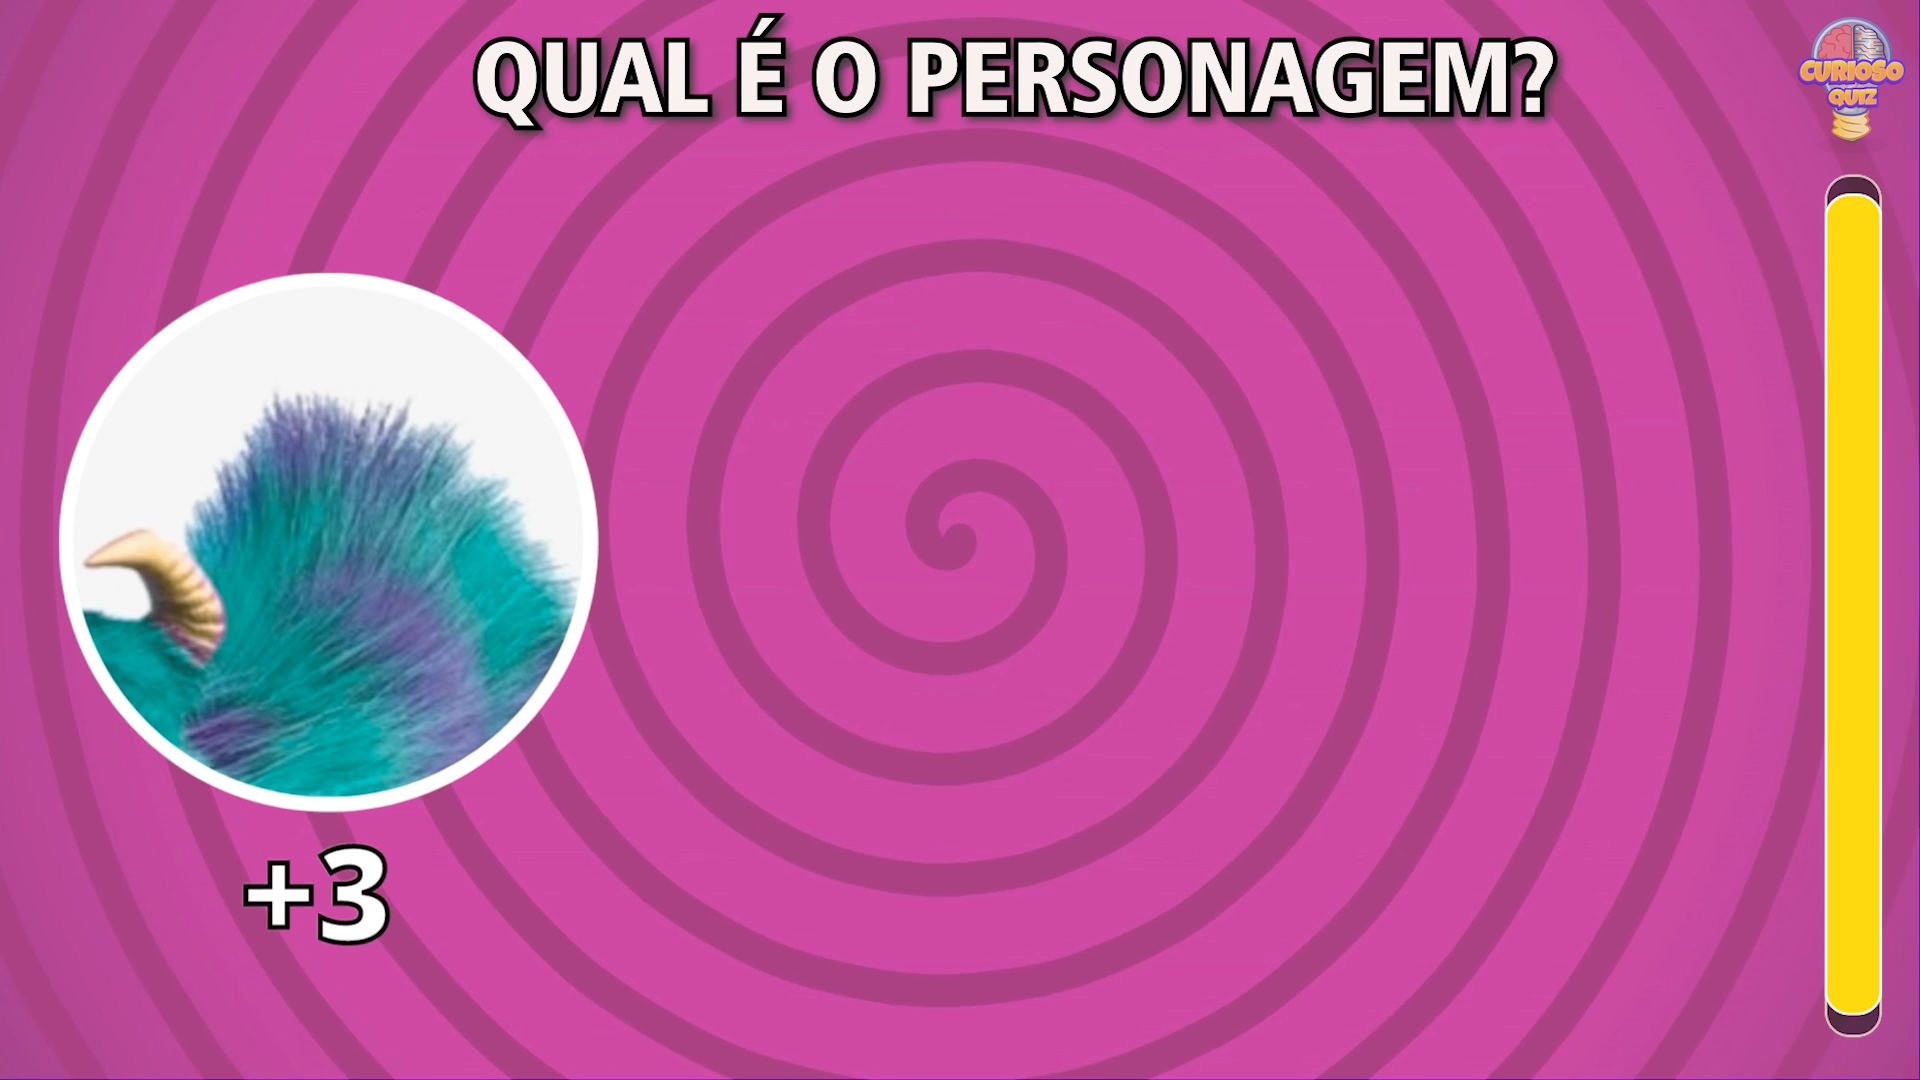 QUAL É O PERSONAGEM?
CURIOSO
QUIZ
+3